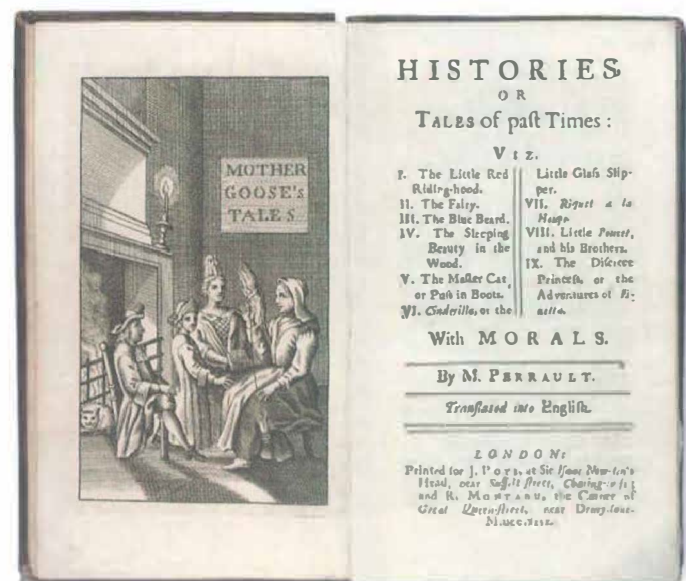 MOTHER
GOOSE's
TALES.
HISTORIES,
OR
TALES of past Times:
VIZ.
I. The Little Red
Riding-hood.
II. The Fairy.
III. The Blue Beard.
IV. The Sleeping
Beauty in the
Wood.
V. The Master Cat,
or Puss in Boots.
VI. Cinderilla, or the
Little Glass Slip-
per.
VII. Riquet a la
Houpe.
VIII. Little Poucet,
and his Brothers.
IX. The Discreet
Princess, or the
Adventures of Fi-
netta.
With MORALS.
By M. PERRAULT.
Translated into English.
LONDON:
Printed for J. POTE, at Sir Isaac Newton's
Head, near Suffolk street, Charing-cross;
and R. MONTAGU, the Corner of
Great Queen-street, near Drury-lane.